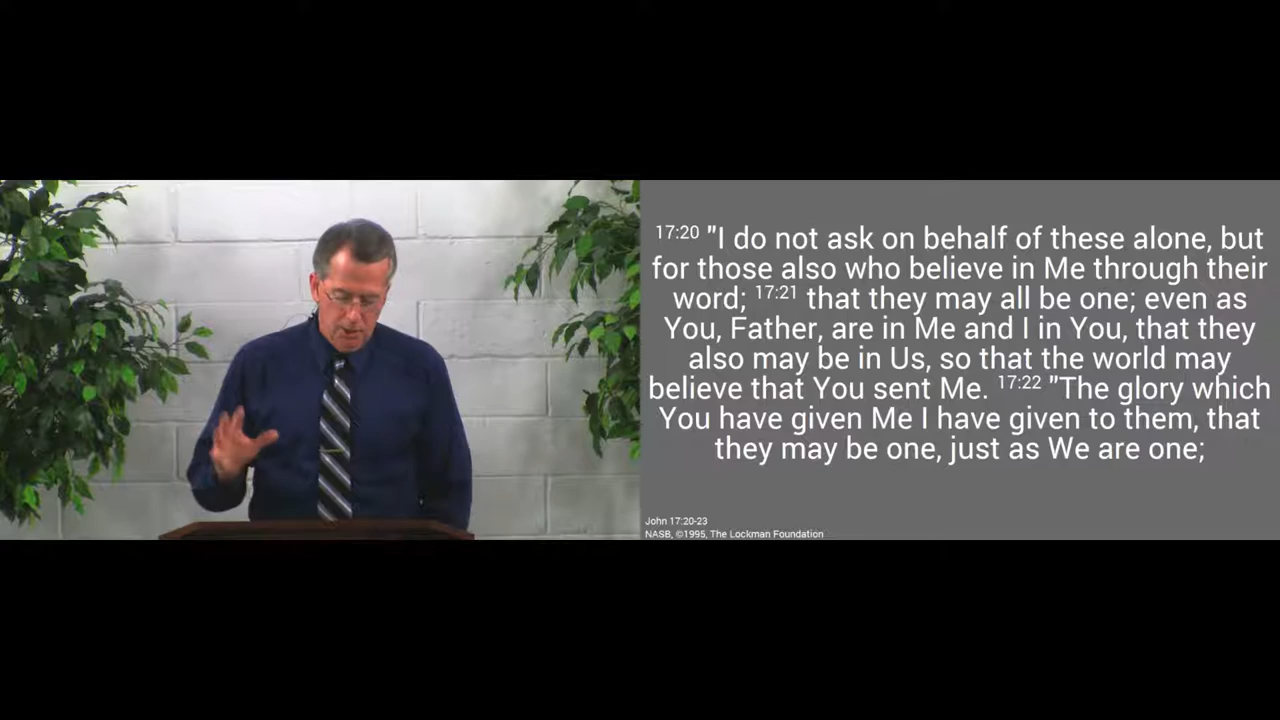 17:20 "I do not ask on behalf of these alone, but
for those also who believe in Me through their
word; 17:21 that they may all be one; even as
You, Father, are in Me and I in You, that they
also may be in Us, so that the world may
believe that You sent Me. 17:22 "The glory which
You have given Me I have given to them, that
they may be one, just as We are one;
John 17:20-23
NASB, ©1995, The Lockman Foundation